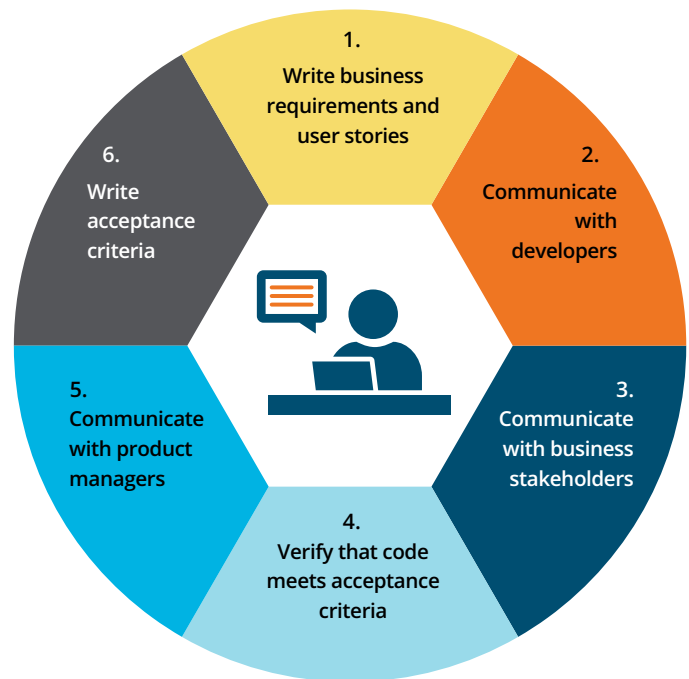 1.
Write business
requirements and
user stories
2.
Communicate
with
developers
3.
Communicate
with business
stakeholders
4.
Verify that code
meets acceptance
criteria
5.
Communicate
with product
managers
6.
Write
acceptance
criteria